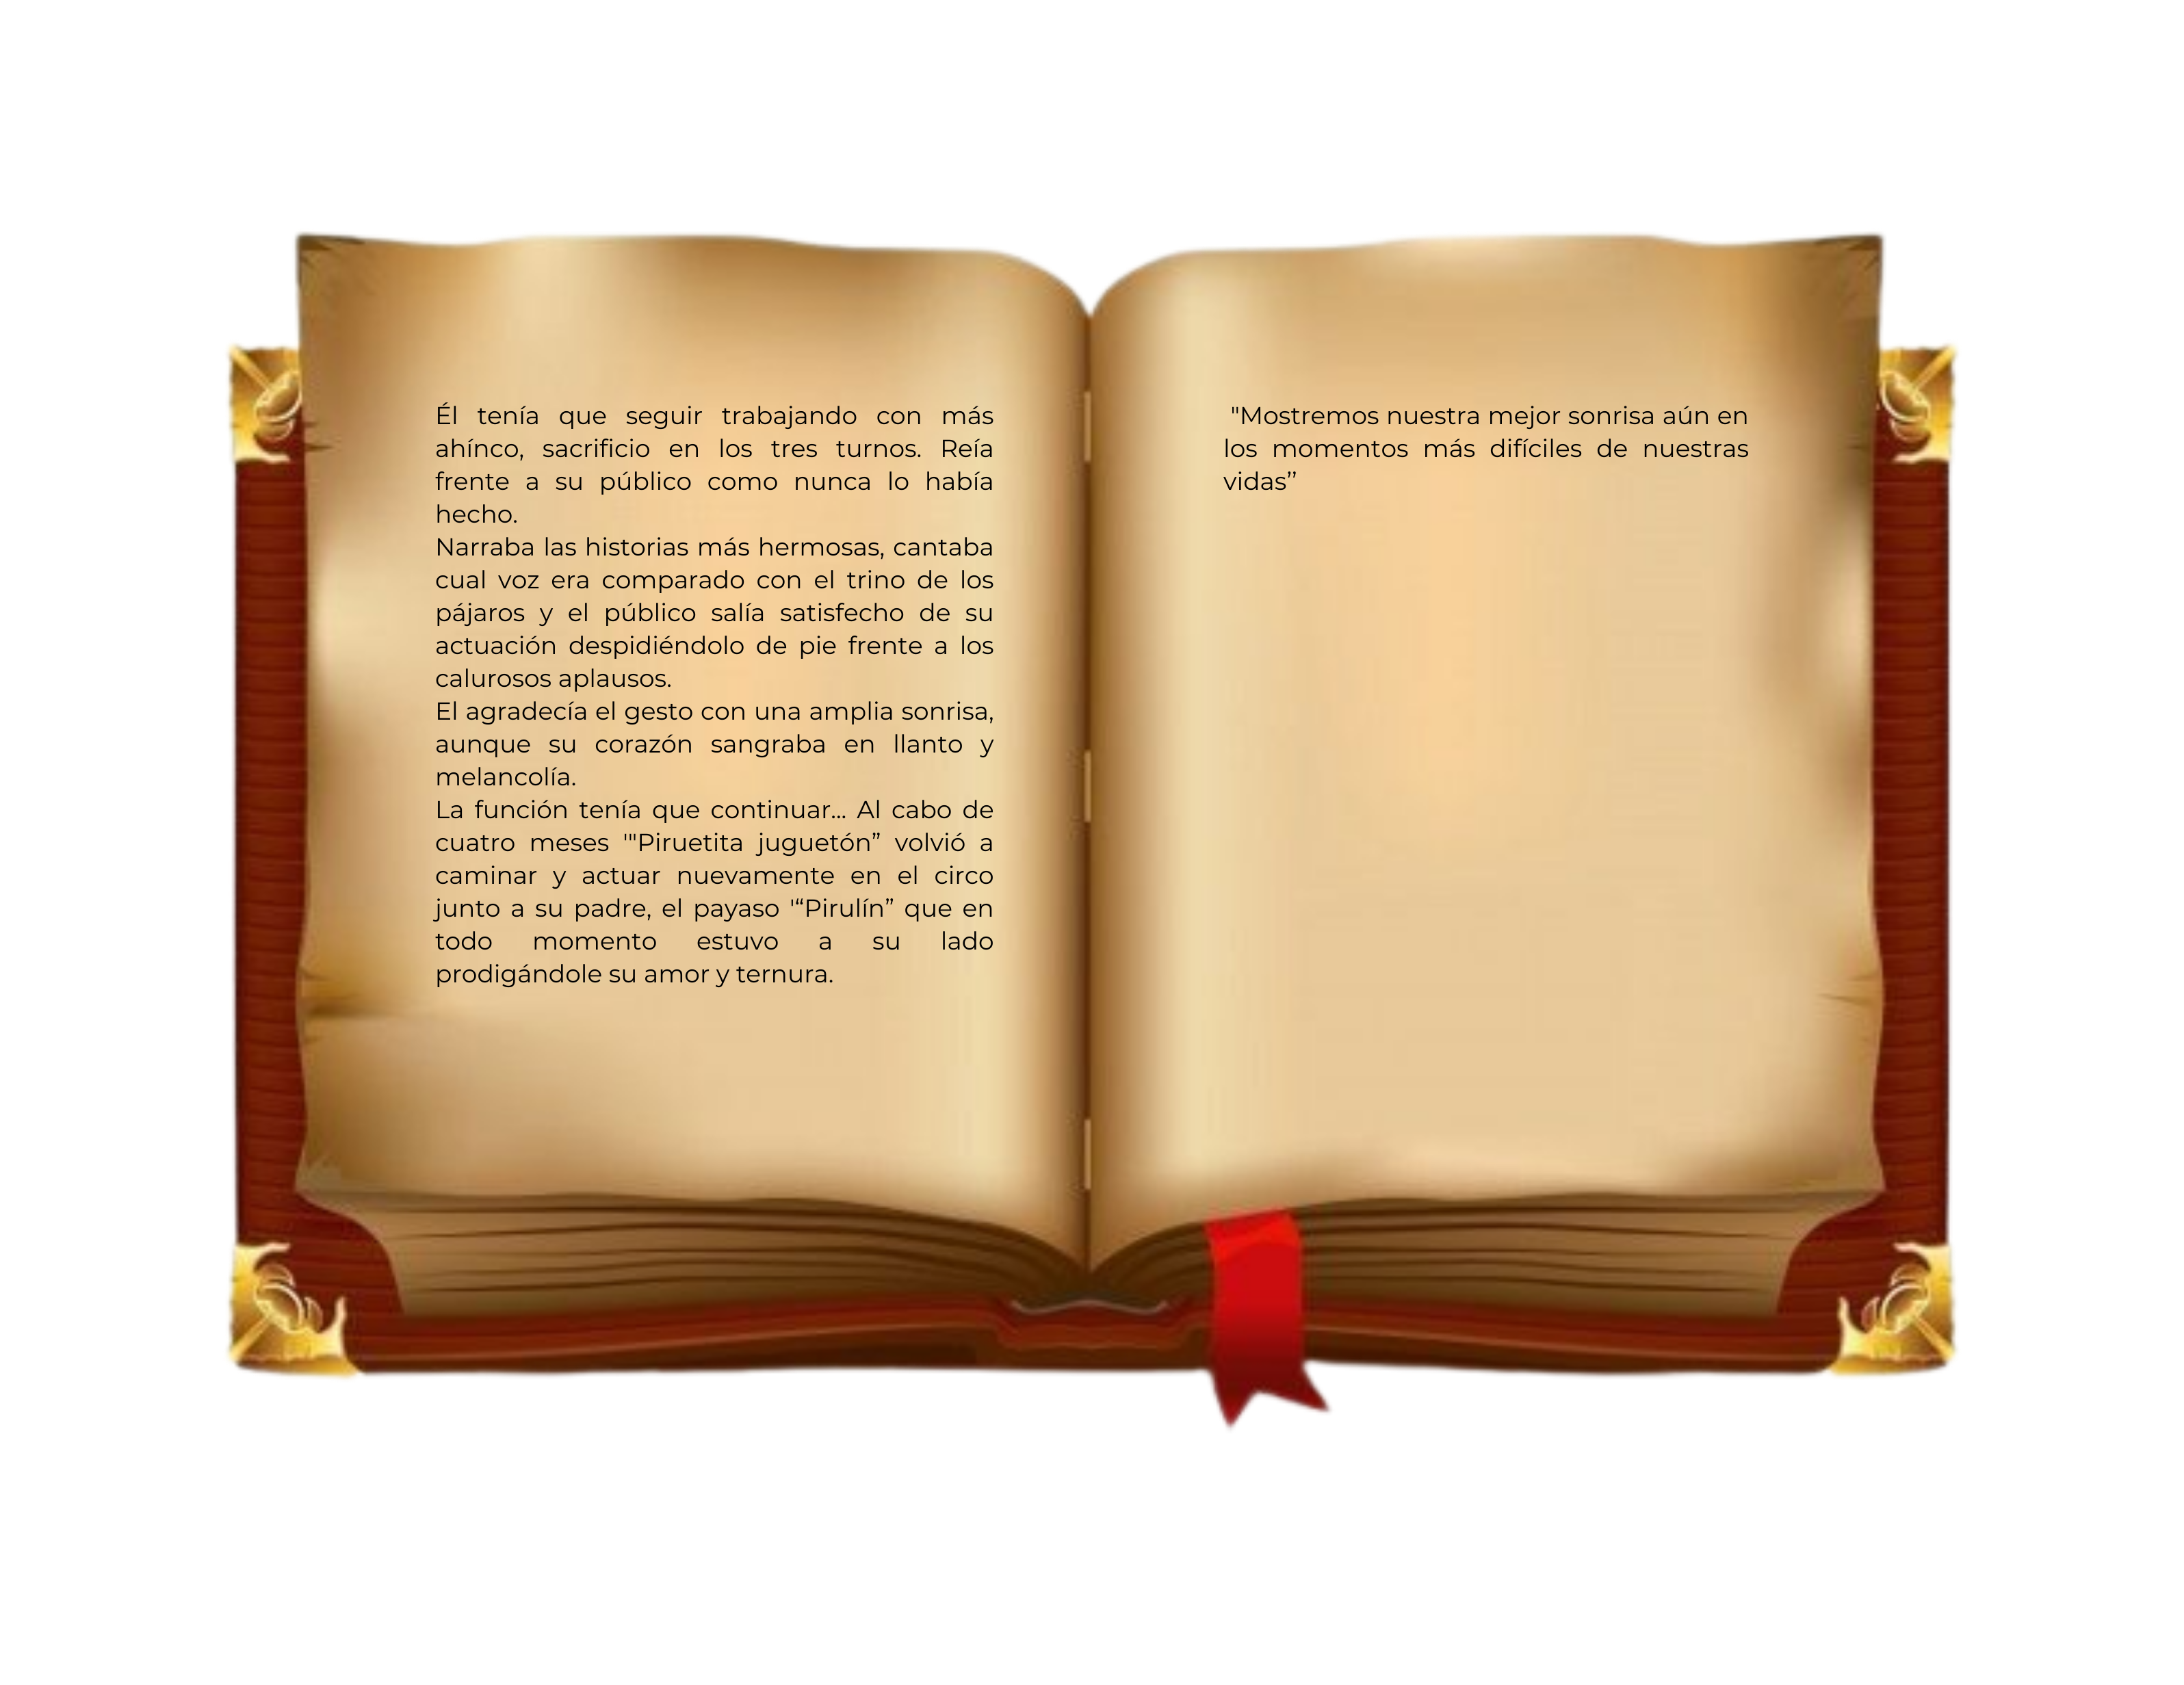 Él tenía que seguir trabajando con más
ahínco, sacrificio en los tres turnos. Reía
frente a su público como nunca lo había
hecho.
Narraba las historias más hermosas, cantaba
cual voz era comparado con el trino de los
pájaros y el público salía satisfecho de su
actuación despidiéndolo de pie frente a los
calurosos aplausos.
El agradecía el gesto con una amplia sonrisa,
aunque su corazón sangraba en llanto y
melancolía.
La función tenía que continuar... Al cabo de
cuatro meses '"Piruetita juguetón” volvió a
caminar y actuar nuevamente en el circo
junto a su padre, el payaso '“Pirulín” que en
todo momento estuvo a su lado
prodigándole su amor y ternura.
"Mostremos nuestra mejor sonrisa aún en
los momentos más difíciles de nuestras
vidas”